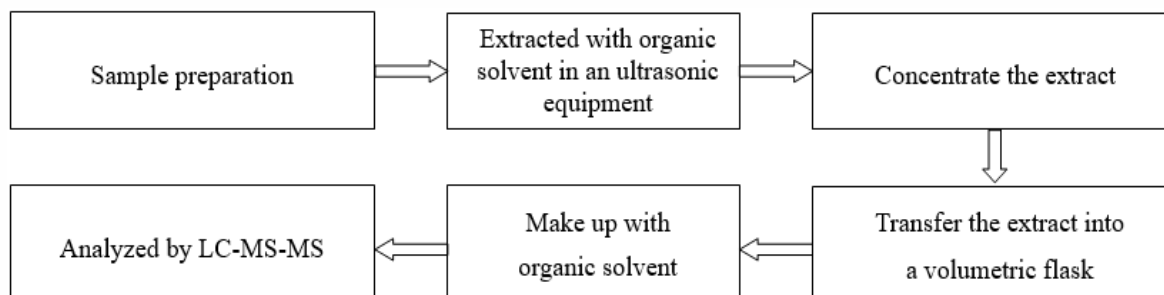 Sample preparation
Extracted with organic
solvent in an ultrasonic
equipment
Concentrate the extract
Transfer the extract into
a volumetric flask
Make up with
organic solvent
Analyzed by LC-MS-MS